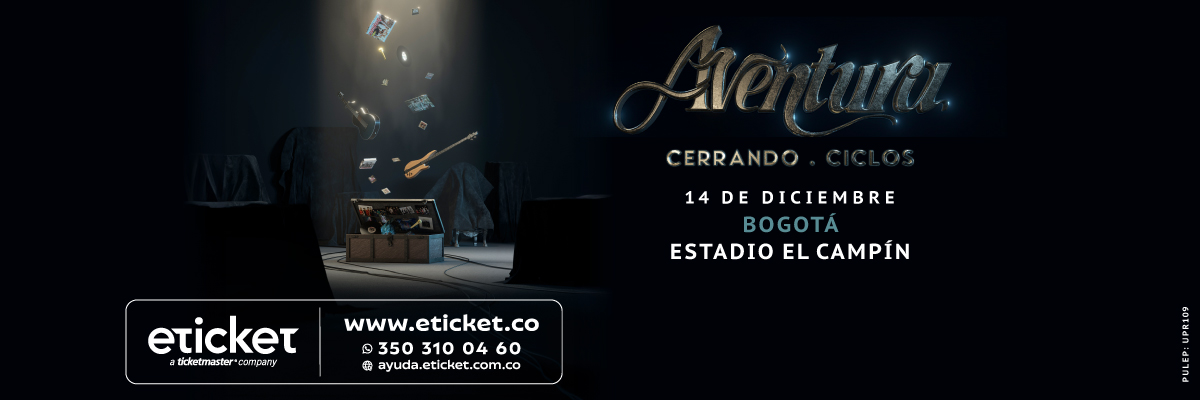 Aventura
CERRANDO . CICLOS
14 DE DICIEMBRE
BOGOTÁ
ESTADIO EL CAMPÍN
eticket
a ticketmaster® company
www.eticket.co
350 310 04 60
ayuda.eticket.com.co
PULEP: UPR109